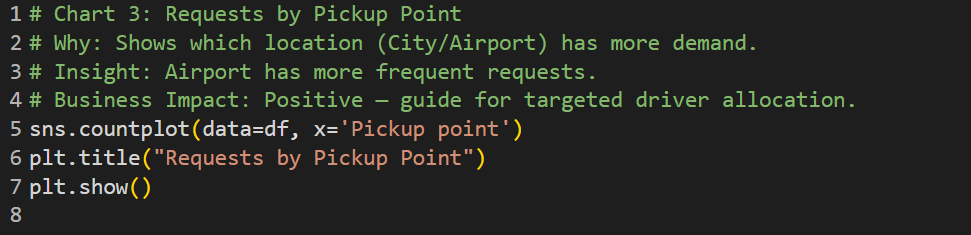 1 # Chart 3: Requests by Pickup Point
2 # Why: Shows which location (City/Airport) has more demand.
3 # Insight: Airport has more frequent requests.
4 # Business Impact: Positive — guide for targeted driver allocation.
5 sns.countplot(data=df, x='Pickup point')
6 plt.title("Requests by Pickup Point")
7 plt.show()
8